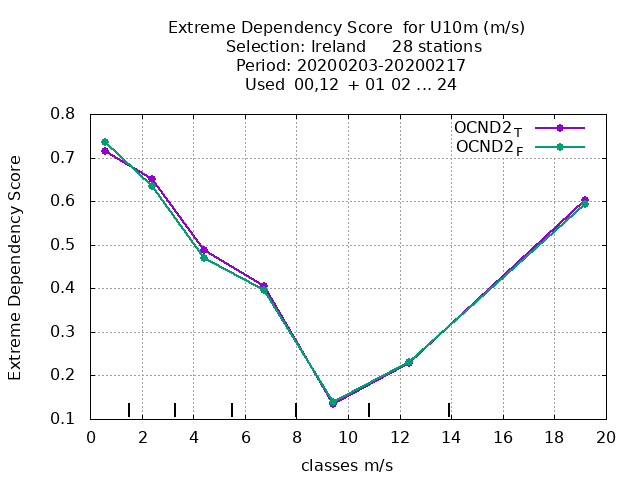 Extreme Dependency Score  for U10m (m/s)
Selection: Ireland     28 stations
Period: 20200203-20200217
Used  00,12  + 01 02 ... 24
OCND2T
OCND2F
Extreme Dependency Score
0.8
0.7
0.6
0.5
0.4
0.3
0.2
0.1
0 2 4 6 8 10 12 14 16 18 20
classes m/s